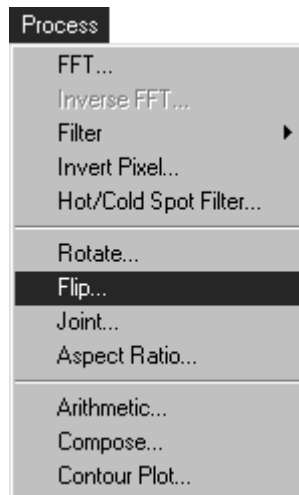 Process
FFT...
Inverse FFT...
Filter
Invert Pixel...
Hot/Cold Spot Filter...
Rotate...
Flip...
Joint...
Aspect Ratio...
Arithmetic...
Compose...
Contour Plot...